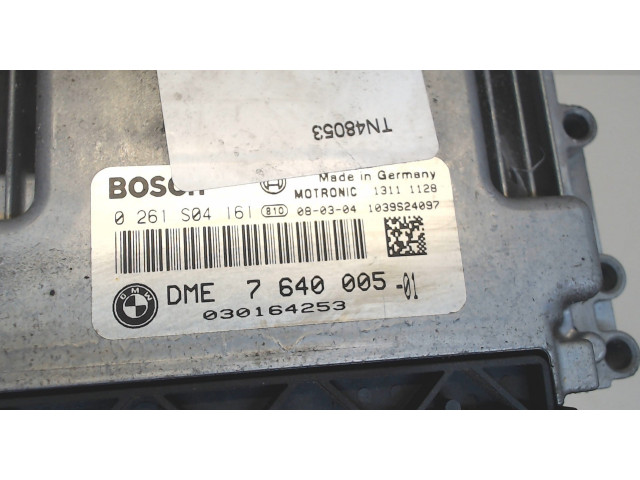 TN48053
BOSCH
Made in Germany
MOTRONIC 1311 1128
0 261 S04 161 810 08-03-04 1039S24097
BMW
DME 7 640 005-01
030164253